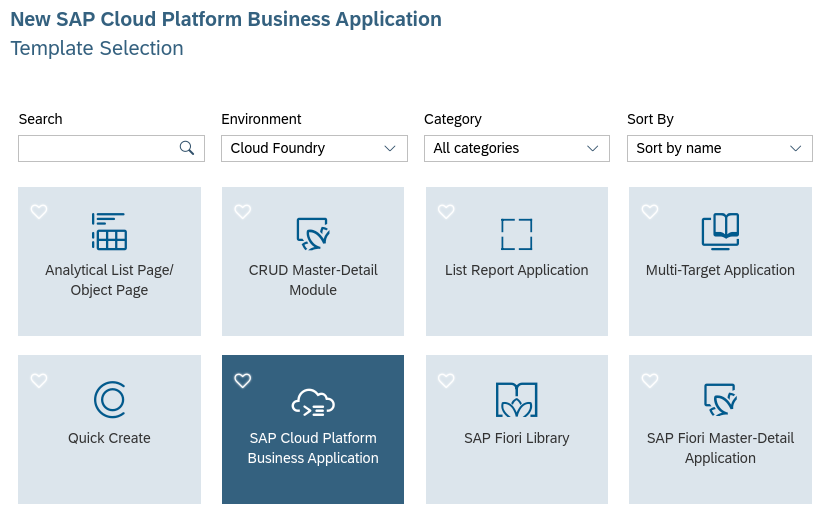 New SAP Cloud Platform Business Application
Template Selection
Search
Environment
Category
Sort By
Cloud Foundry
All categories
Sort by name
Analytical List Page/
Object Page
CRUD Master-Detail
Module
List Report Application
Multi-Target Application
Quick Create
SAP Cloud Platform
Business Application
SAP Fiori Library
SAP Fiori Master-Detail
Application